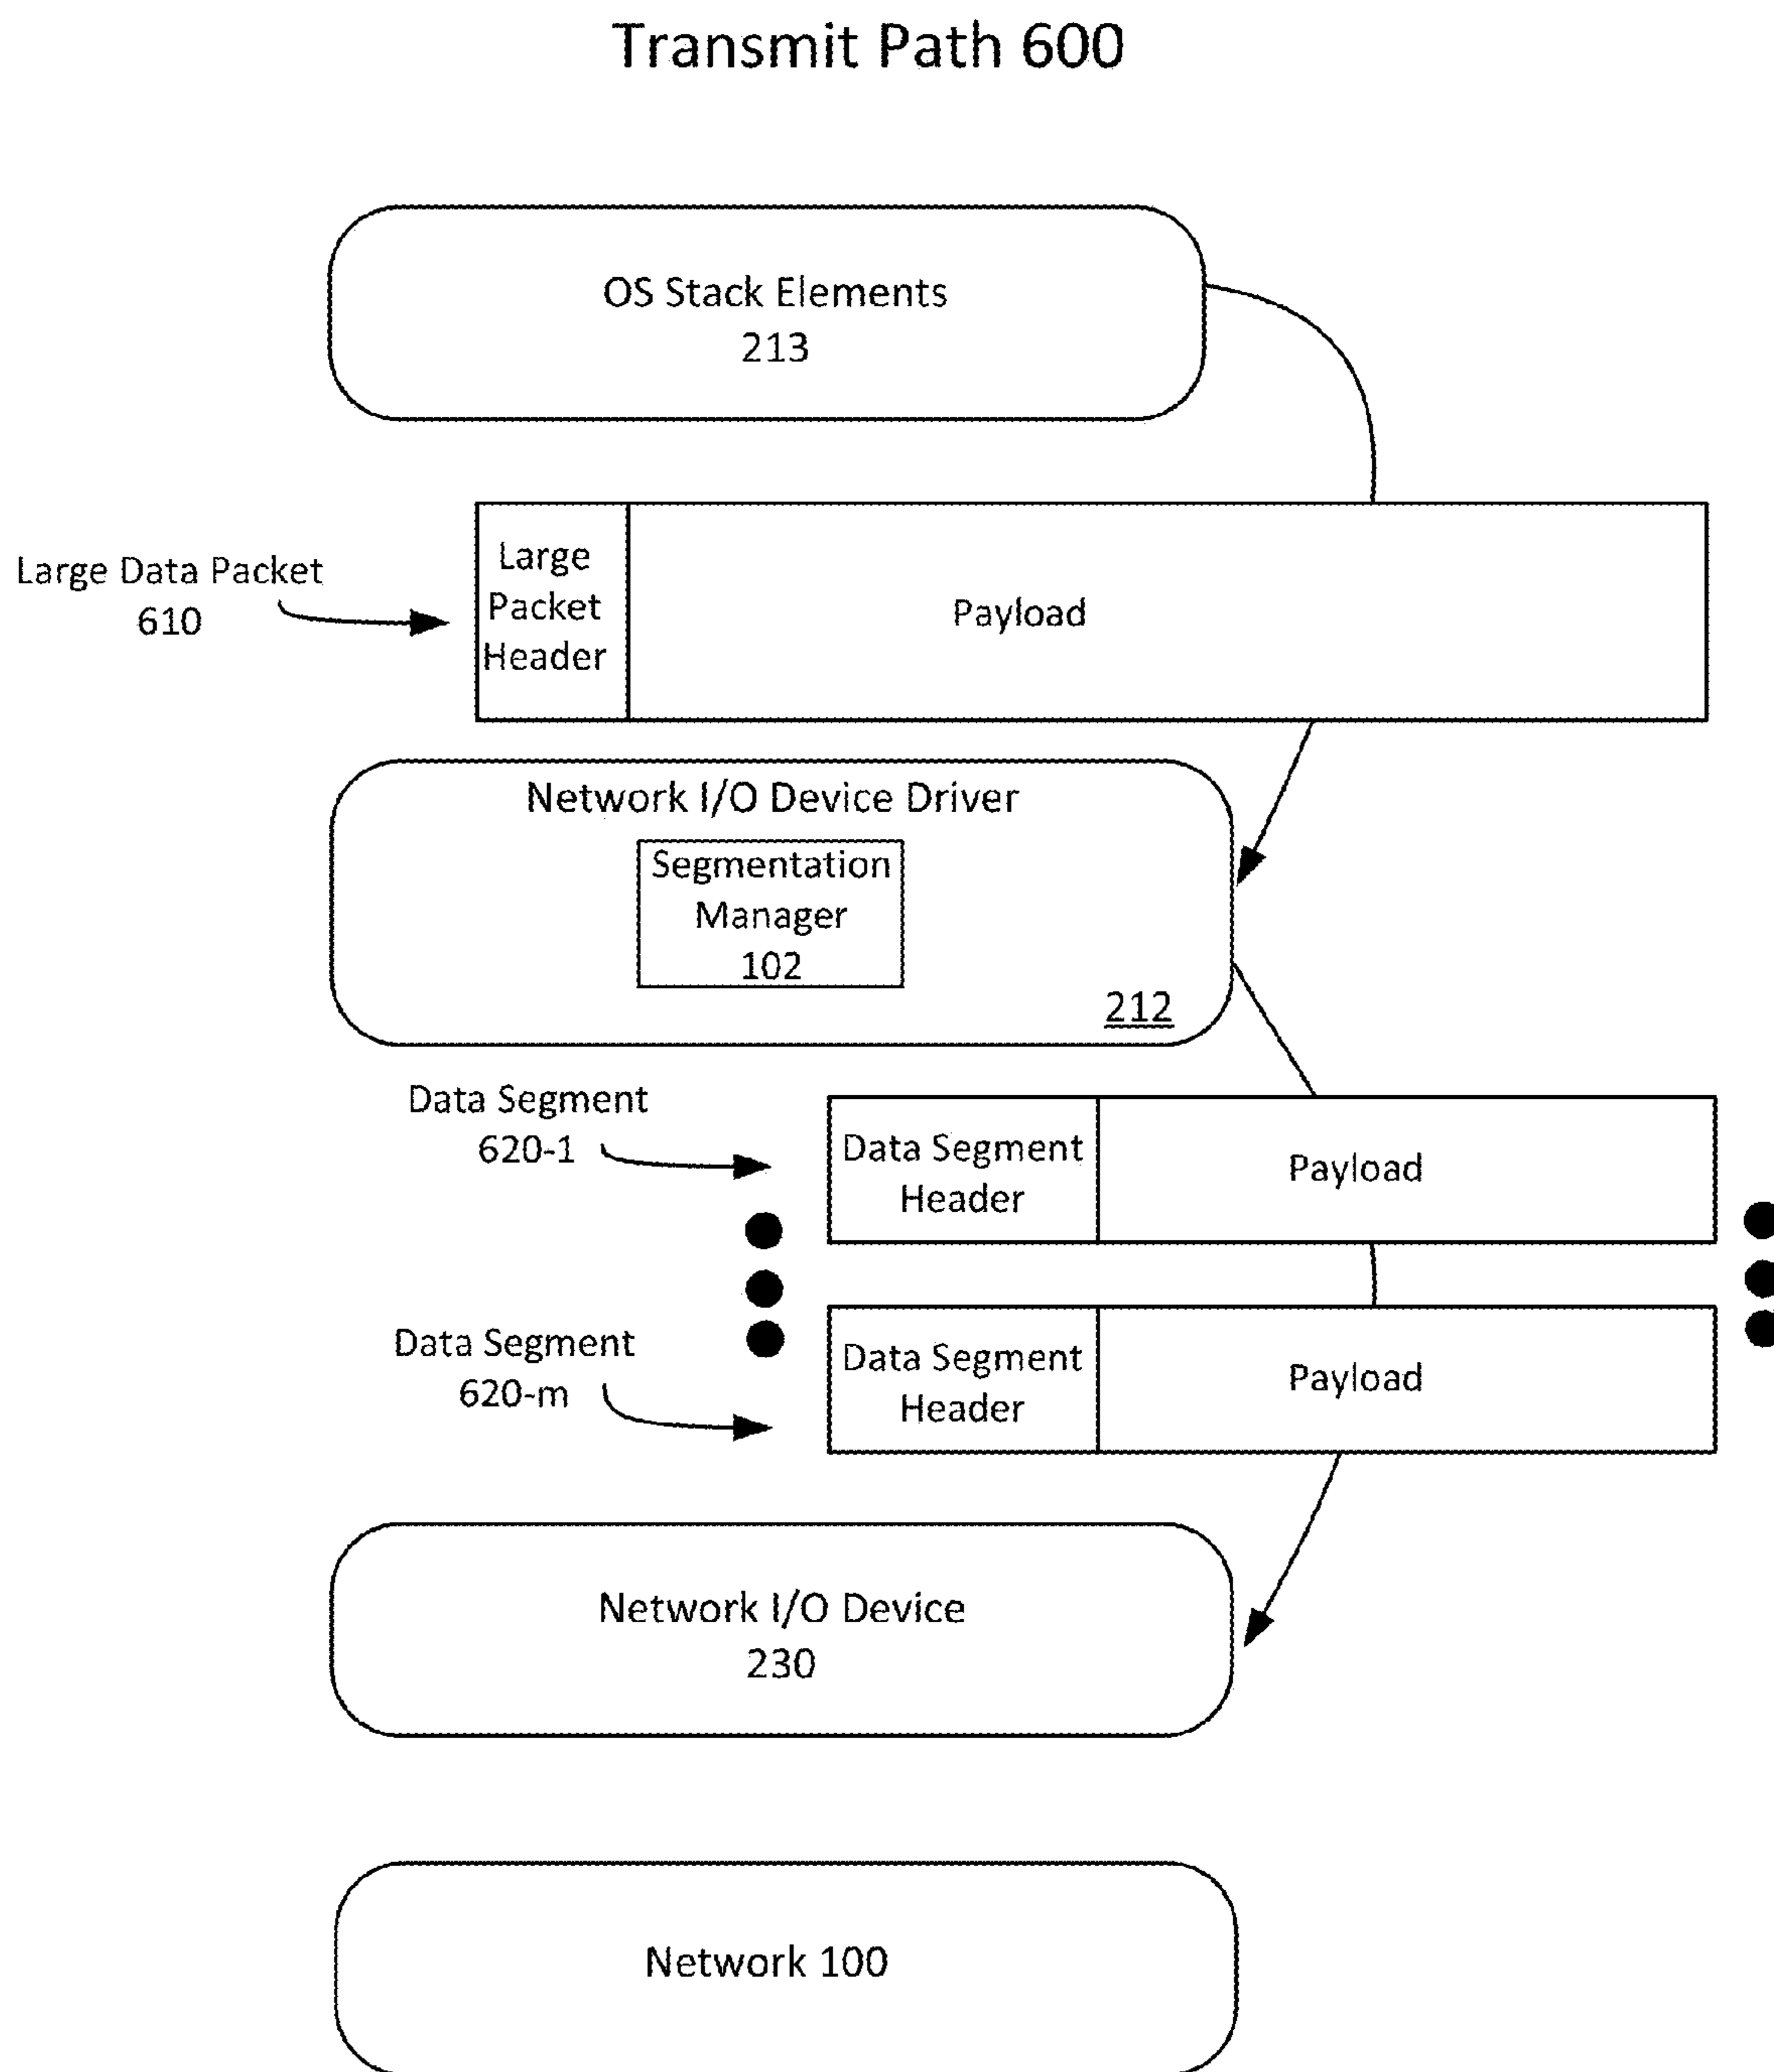 Transmit Path 600
OS Stack Elements
213
Large Data Packet
610
Large
Packet
Header
Payload
Network I/O Device Driver
Segmentation
Manager
102
212
Data Segment
620-1
Data Segment
Header
Payload
Data Segment
620-m
Data Segment
Header
Payload
Network I/O Device
230
Network 100